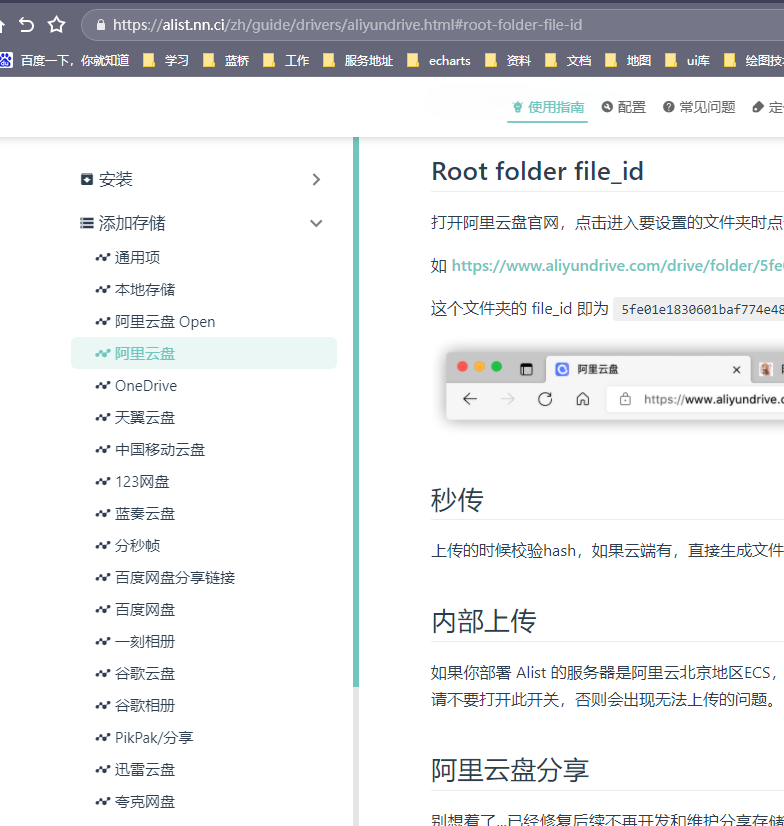 https://alist.nn.ci/zh/guide/drivers/aliyundrive.html#root-folder-file-id
百度一下，你就知道 学习 蓝桥 工作 服务地址 echarts 资料 文档 地图 ui库 绘图技
使用指南 配置 常见问题 定
安装
添加存储
通用项
本地存储
阿里云盘 Open
阿里云盘
OneDrive
天翼云盘
中国移动云盘
123网盘
蓝奏云盘
分秒帧
百度网盘分享链接
百度网盘
一刻相册
谷歌云盘
谷歌相册
PikPak/分享
迅雷云盘
夸克网盘
Root folder file_id
打开阿里云盘官网，点击进入要设置的文件夹时点
如 https://www.aliyundrive.com/drive/folder/5fe
这个文件夹的 file_id 即为 5fe01e1830601baf774e48
阿里云盘
https://www.aliyundrive.c
秒传
上传的时候校验hash，如果云端有，直接生成文件
内部上传
如果你部署 Alist 的服务器是阿里云北京地区ECS，
请不要打开此开关，否则会出现无法上传的问题。
阿里云盘分享
别想着了...已经修复后续不再开发和维护分享存储